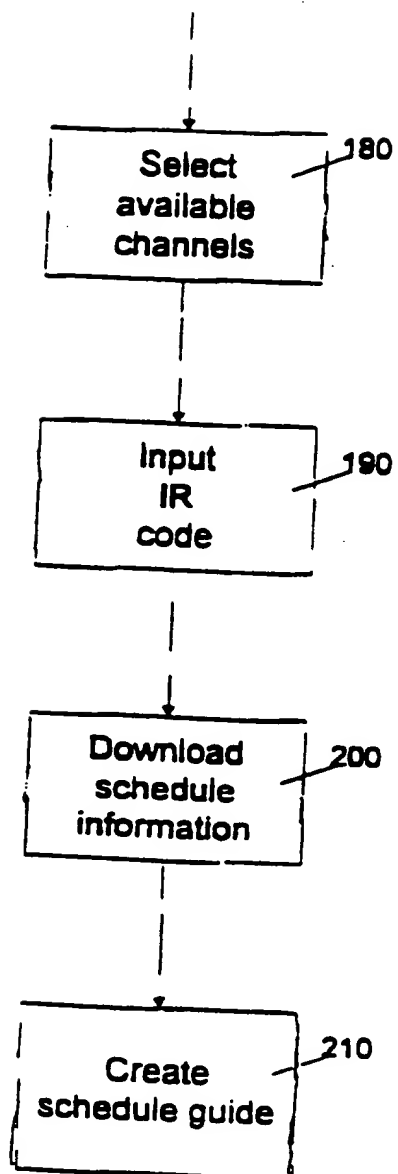 180
Select
available
channels
190
Input
IR
code
200
Download
schedule
information
210
Create
schedule guide